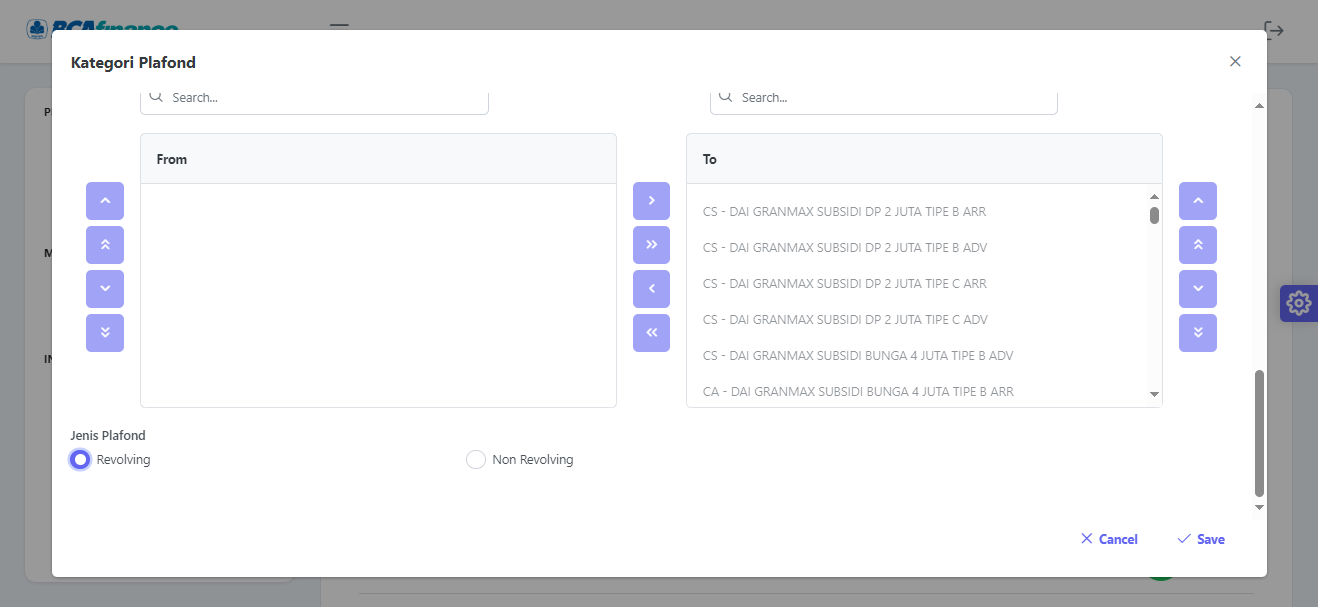 BCAfinance
Kategori Plafond
Search...
Search...
From
To
CS - DAI GRANMAX SUBSIDI DP 2 JUTA TIPE B ARR
CS - DAI GRANMAX SUBSIDI DP 2 JUTA TIPE B ADV
CS - DAI GRANMAX SUBSIDI DP 2 JUTA TIPE C ARR
CS - DAI GRANMAX SUBSIDI DP 2 JUTA TIPE C ADV
CS - DAI GRANMAX SUBSIDI BUNGA 4 JUTA TIPE B ADV
CA - DAI GRANMAX SUBSIDI BUNGA 4 JUTA TIPE B ARR
Jenis Plafond
Revolving
Non Revolving
Cancel
Save